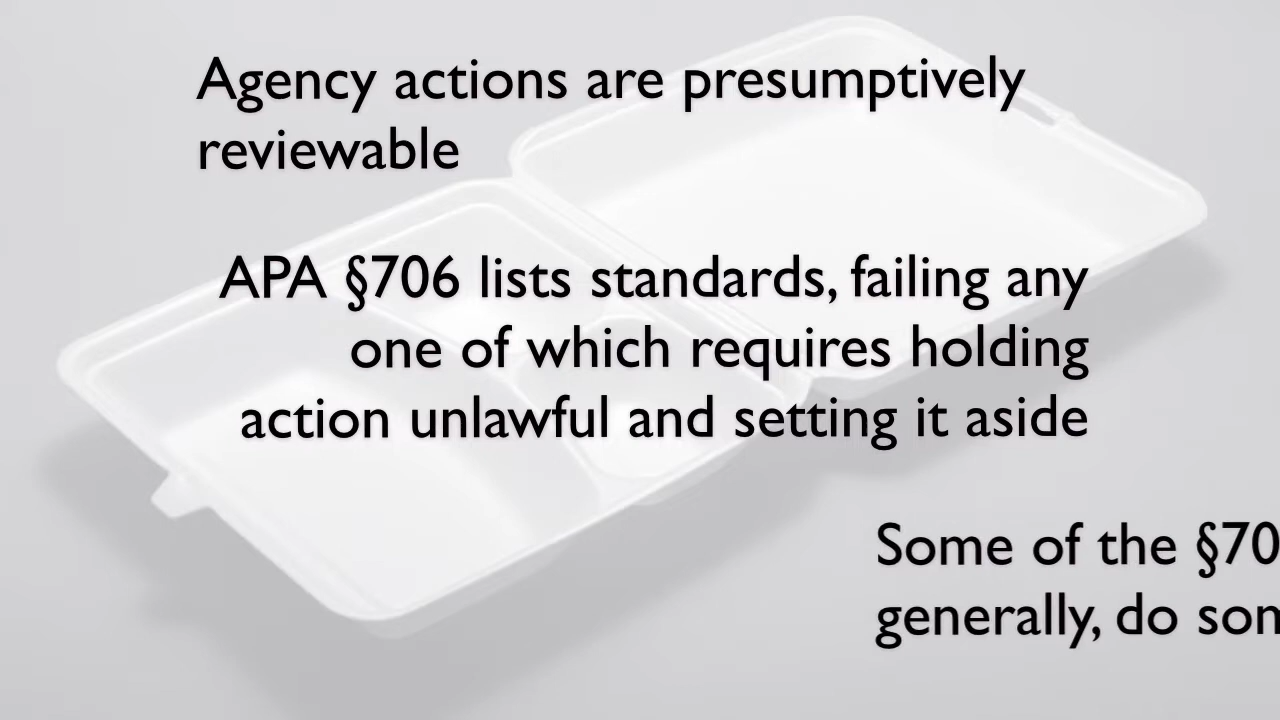 Agency actions are presumptively
reviewable
APA §706 lists standards, failing any
one of which requires holding
action unlawful and setting it aside
Some of the §70
generally, do som